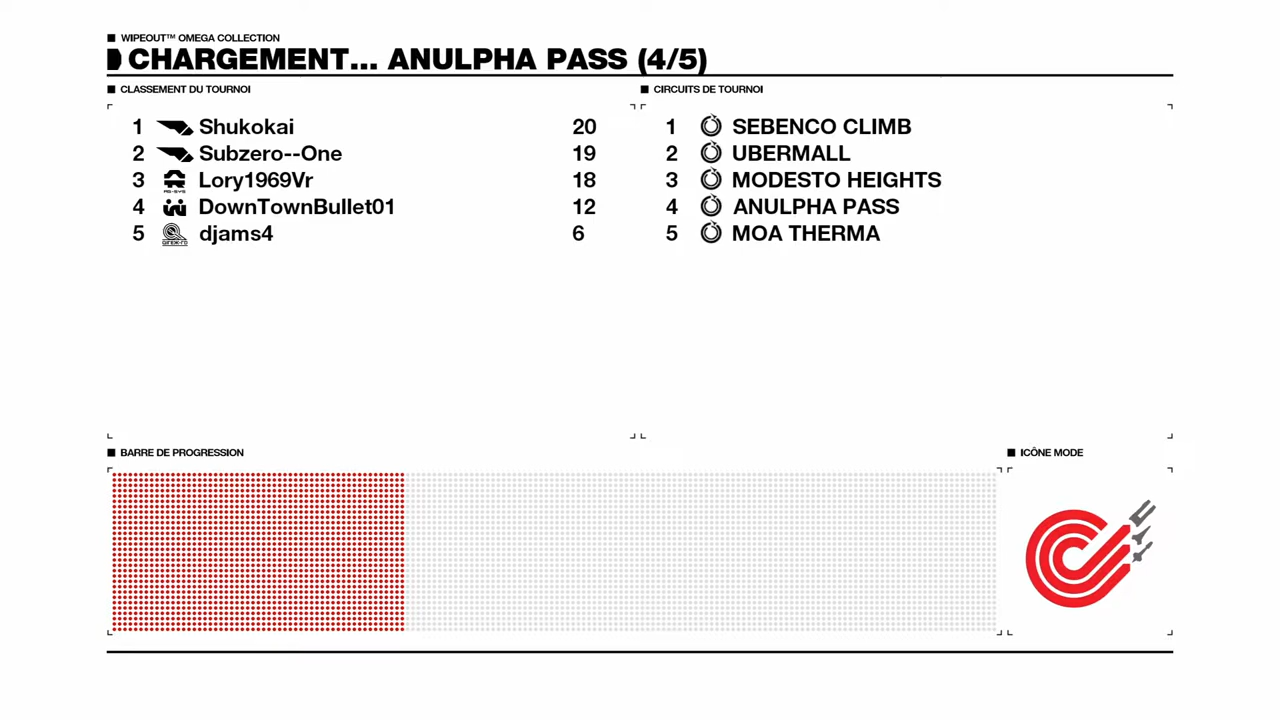 WIPEOUT™ OMEGA COLLECTION
CHARGEMENT... ANULPHA PASS (4/5)
CLASSEMENT DU TOURNOI
1 Shukokai 20
2 Subzero--One 19
3 AG-SYS Lory1969Vr 18
4 DownTownBullet01 12
5 djams4 6
CIRCUITS DE TOURNOI
1 SEBENCO CLIMB
2 UBERMALL
3 MODESTO HEIGHTS
4 ANULPHA PASS
5 MOA THERMA
BARRE DE PROGRESSION
ICÔNE MODE